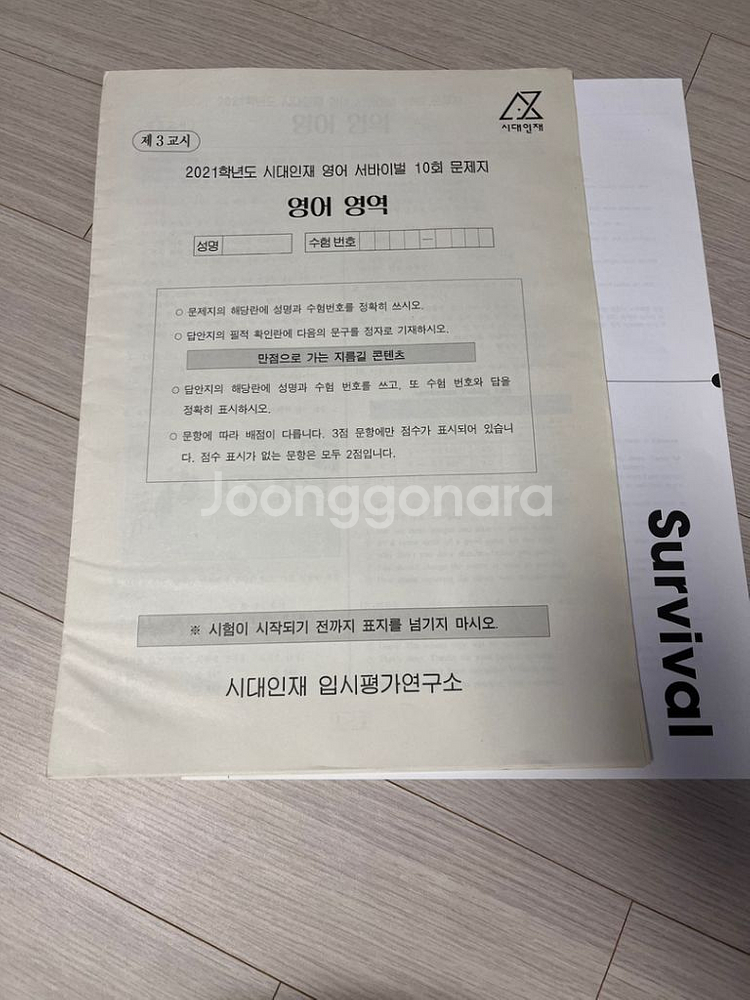 시대인재
제 3 교시
2021학년도 시대인재 영어 서바이벌 10회 문제지
영어 영역
성명
수험 번호
○ 문제지의 해당란에 성명과 수험번호를 정확히 쓰시오.
○ 답안지의 필적 확인란에 다음의 문구를 정자로 기재하시오.
만점으로 가는 지름길 콘텐츠
○ 답안지의 해당란에 성명과 수험 번호를 쓰고, 또 수험 번호와 답을
정확히 표시하시오.
○ 문항에 따라 배점이 다릅니다. 3점 문항에만 점수가 표시되어 있습니
다. 점수 표시가 없는 문항은 모두 2점입니다.
Joonggonara
※ 시험이 시작되기 전까지 표지를 넘기지 마시오.
시대인재 입시평가연구소
Survival